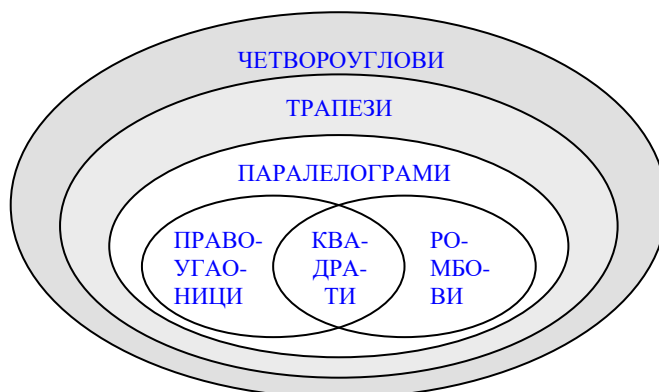 ЧЕТВОРОУГЛОВИ
ТРАПЕЗИ
ПАРАЛЕЛОГРАМИ
ПРАВО-
УГАО-
НИЦИ
КВА-
ДРА-
ТИ
РО-
МБО-
ВИ